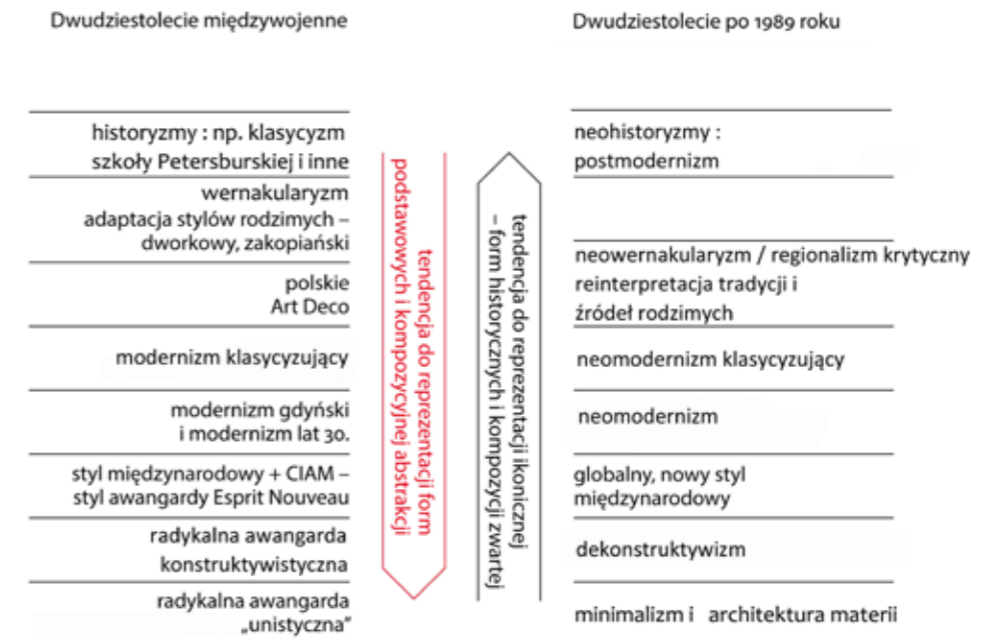 Dwudziestolecie międzywojenne
historyzmy : np. klasycyzm
szkoły Petersburskiej i inne
wernakularyzm
adaptacja stylów rodzimych –
dworkowy, zakopiański
polskie
Art Deco
modernizm klasycyzujący
modernizm gdyński
i modernizm lat 30.
styl międzynarodowy + CIAM –
styl awangardy Esprit Nouveau
radykalna awangarda
konstruktywistyczna
radykalna awangarda
„unistyczna”
tendencja do reprezentacji form
podstawowych i kompozycyjnej abstrakcji
tendencja do reprezentacji ikonicznej
– form historycznych i kompozycji zwartej
Dwudziestolecie po 1989 roku
neohistoryzmy :
postmodernizm
neowernakularyzm / regionalizm krytyczny
reinterpretacja tradycji i
źródeł rodzimych
neomodernizm klasycyzujący
neomodernizm
globalny, nowy styl
międzynarodowy
dekonstruktywizm
minimalizm i architektura materii